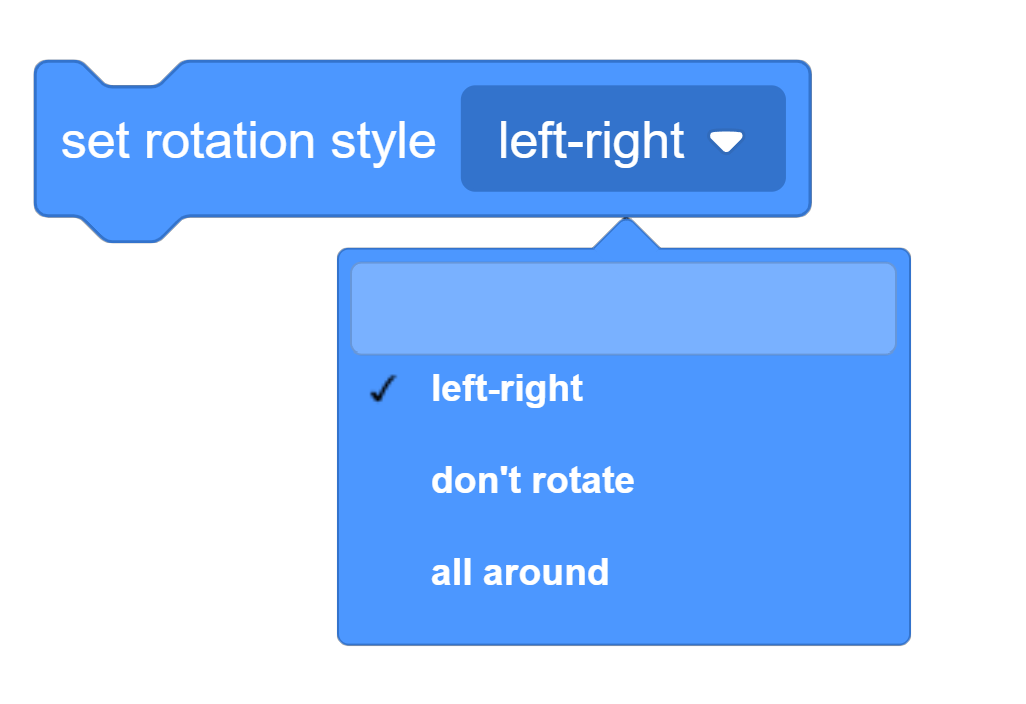 set rotation style left-right
left-right
don't rotate
all around